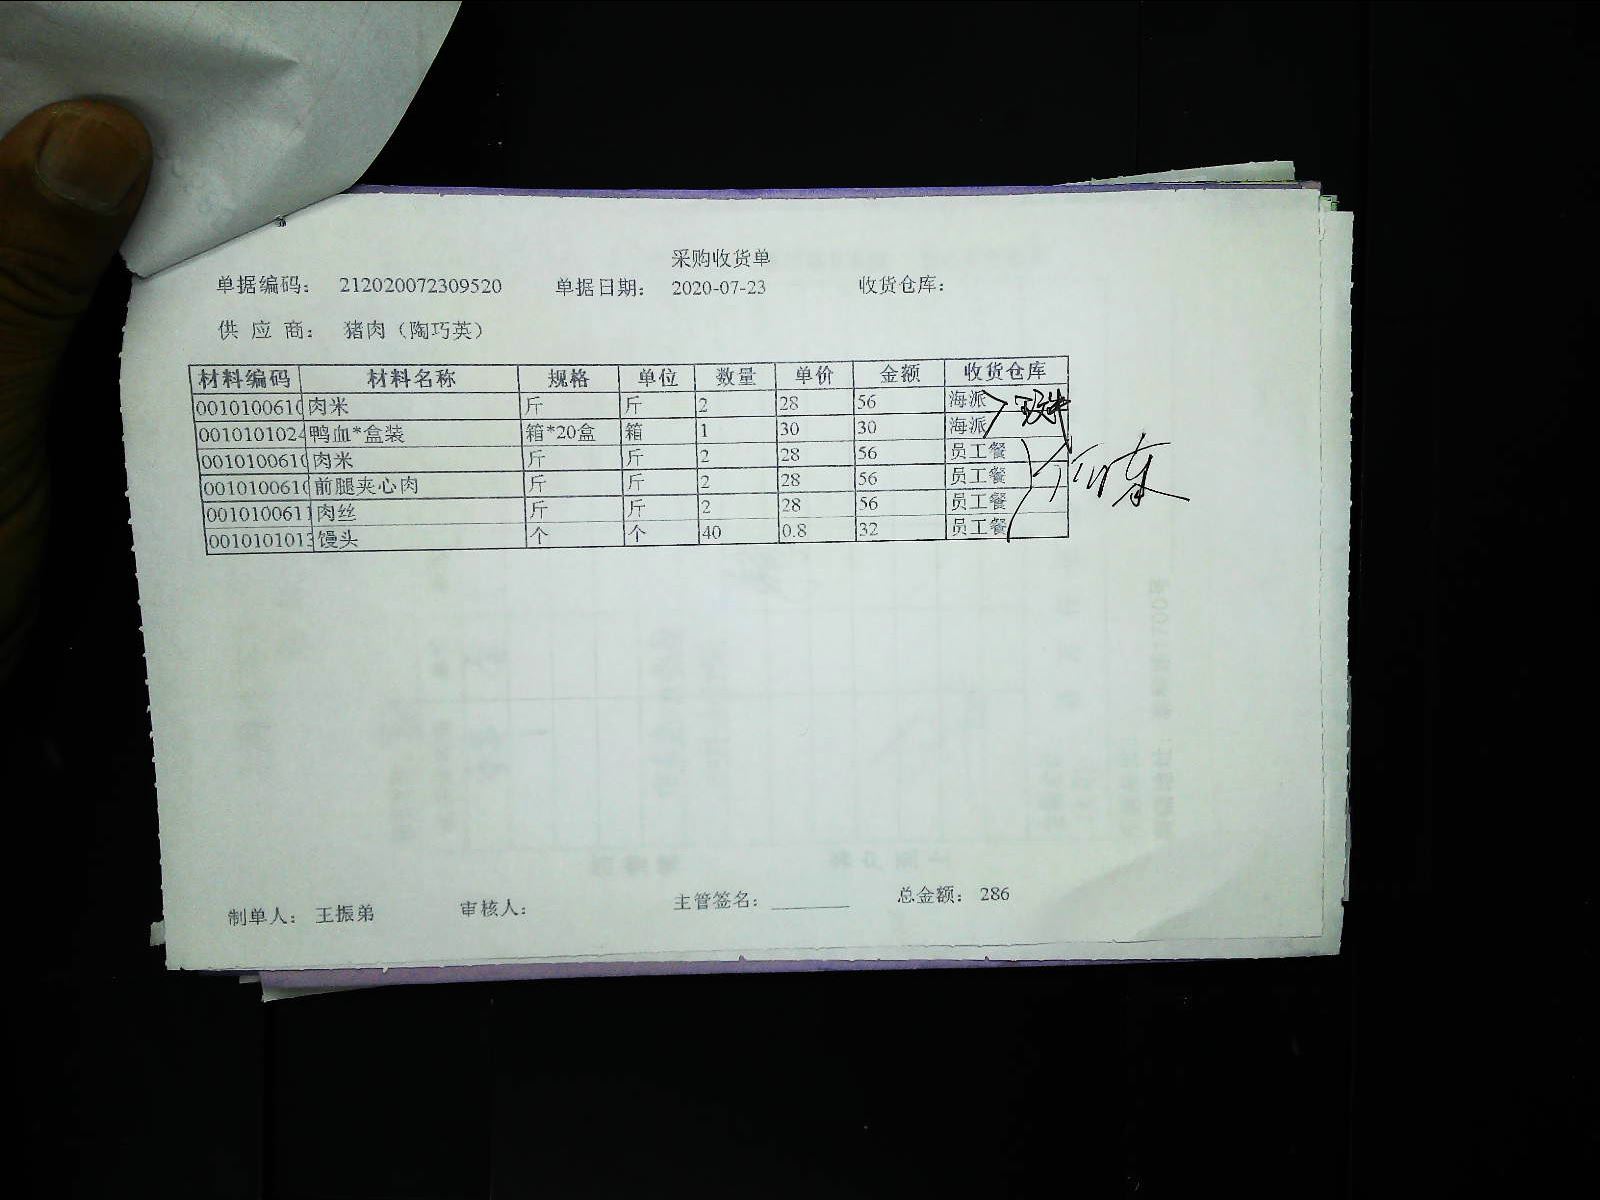 采购收货单
单据编码： 212020072309520 单据日期： 2020-07-23 收货仓库：
供 应 商： 猪肉（陶巧英）
材料编码 材料名称 规格 单位 数量 单价 金额 收货仓库
001010061 肉米 斤 斤 2 28 56 海派
0010101024 鸭血*盒装 箱*20盒 箱 1 30 30 海派
001010061 肉米 斤 斤 2 28 56 员工餐
001010061 前腿夹心肉 斤 斤 2 28 56 员工餐
001010061 肉丝 斤 斤 2 28 56 员工餐
001010101 馒头 个 个 40 0.8 32 员工餐
制单人： 王振弟 审核人： 主管签名：________ 总金额： 286